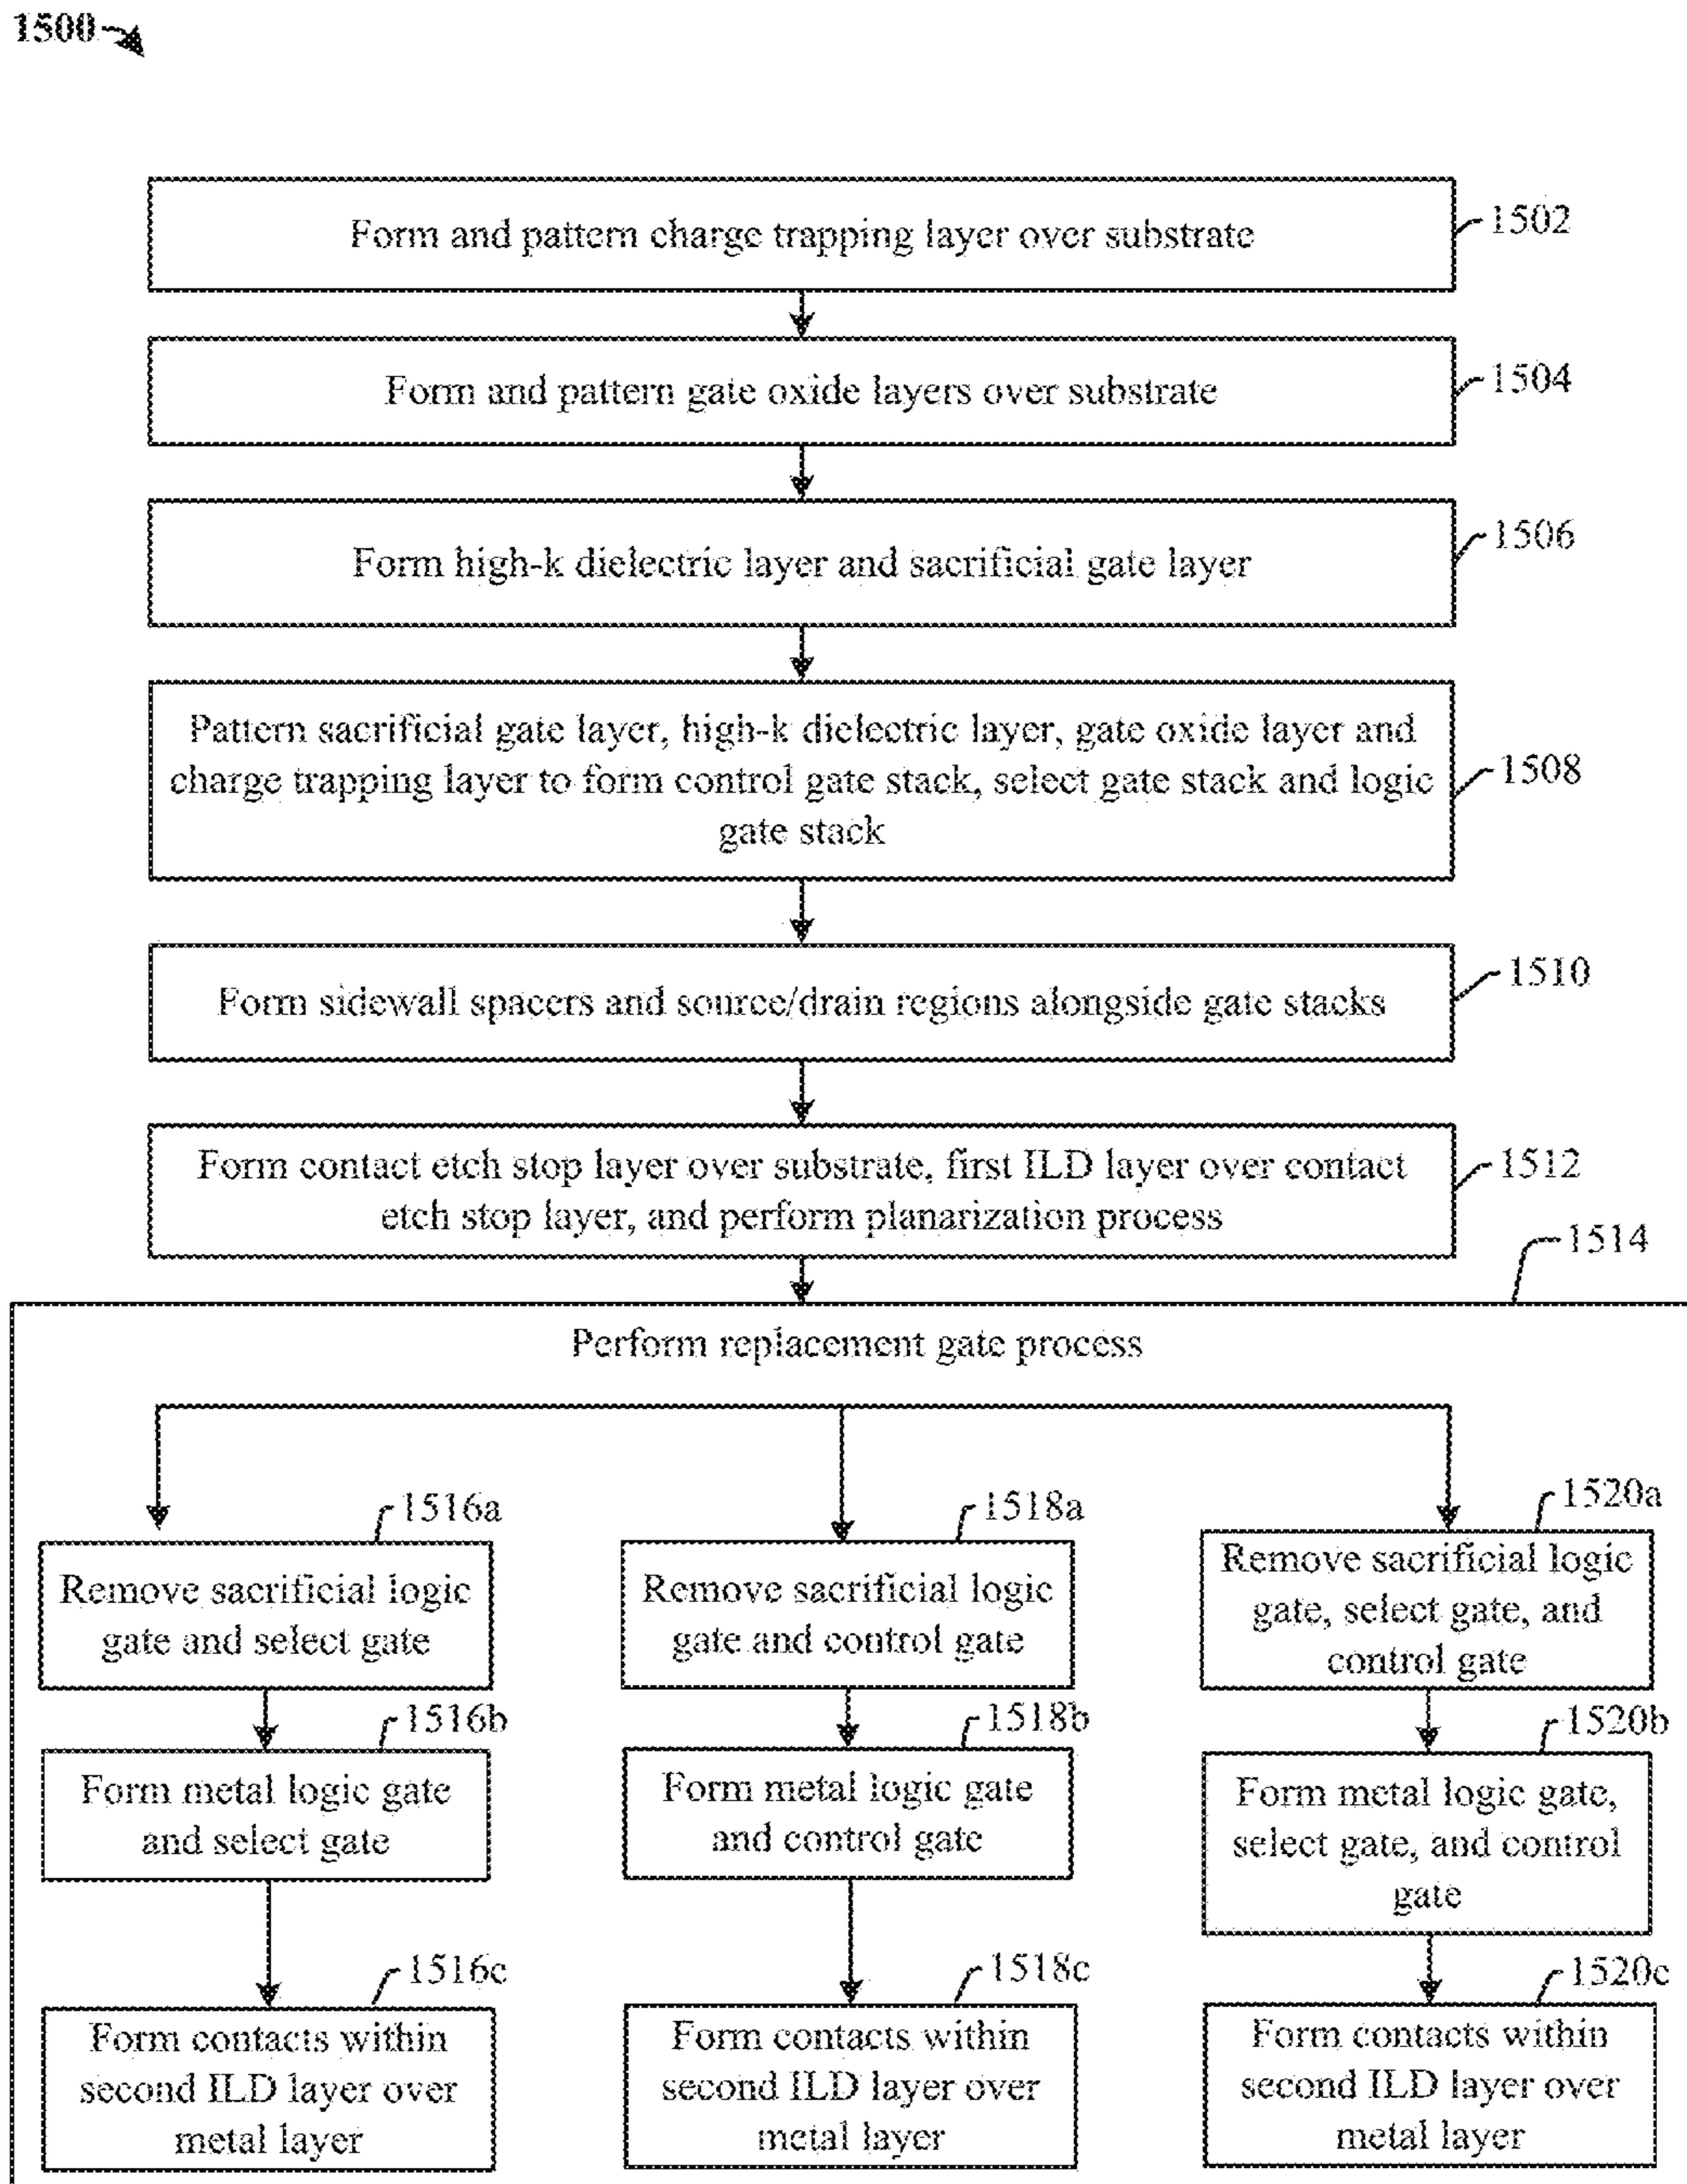 1500
Form and pattern charge trapping layer over substrate
1502
Form and pattern gate oxide layers over substrate
1504
Form high-k dielectric layer and sacrificial gate layer
1506
Pattern sacrificial gate layer, high-k dielectric layer, gate oxide layer and
charge trapping layer to form control gate stack, select gate stack and logic
gate stack
1508
Form sidewall spacers and source/drain regions alongside gate stacks
1510
Form contact etch stop layer over substrate, first ILD layer over contact
etch stop layer, and perform planarization process
1512
1514
Perform replacement gate process
1516a
Remove sacrificial logic
gate and select gate
1516b
Form metal logic gate
and select gate
1516c
Form contacts within
second ILD layer over
metal layer
1518a
Remove sacrificial logic
gate and control gate
1518b
Form metal logic gate
and control gate
1518c
Form contacts within
second ILD layer over
metal layer
1520a
Remove sacrificial logic
gate, select gate, and
control gate
1520b
Form metal logic gate,
select gate, and control
gate
1520c
Form contacts within
second ILD layer over
metal layer